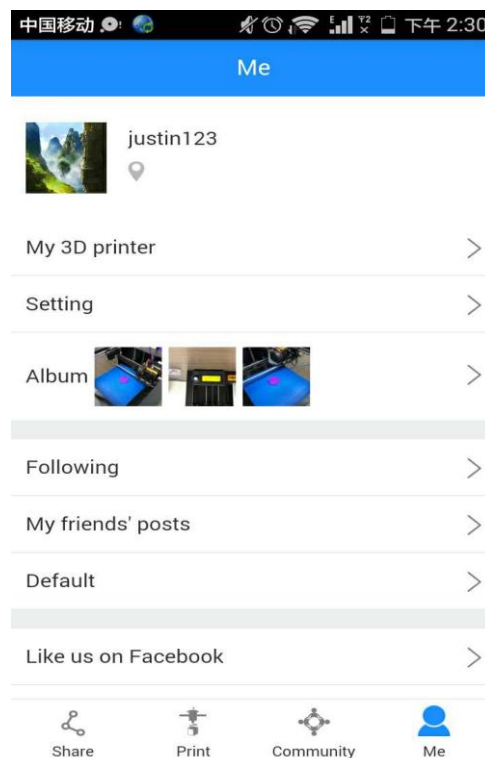 中国移动 下午 2:30
Me
justin123
My 3D printer
Setting
Album
Following
My friends' posts
Default
Like us on Facebook
Share Print Community Me